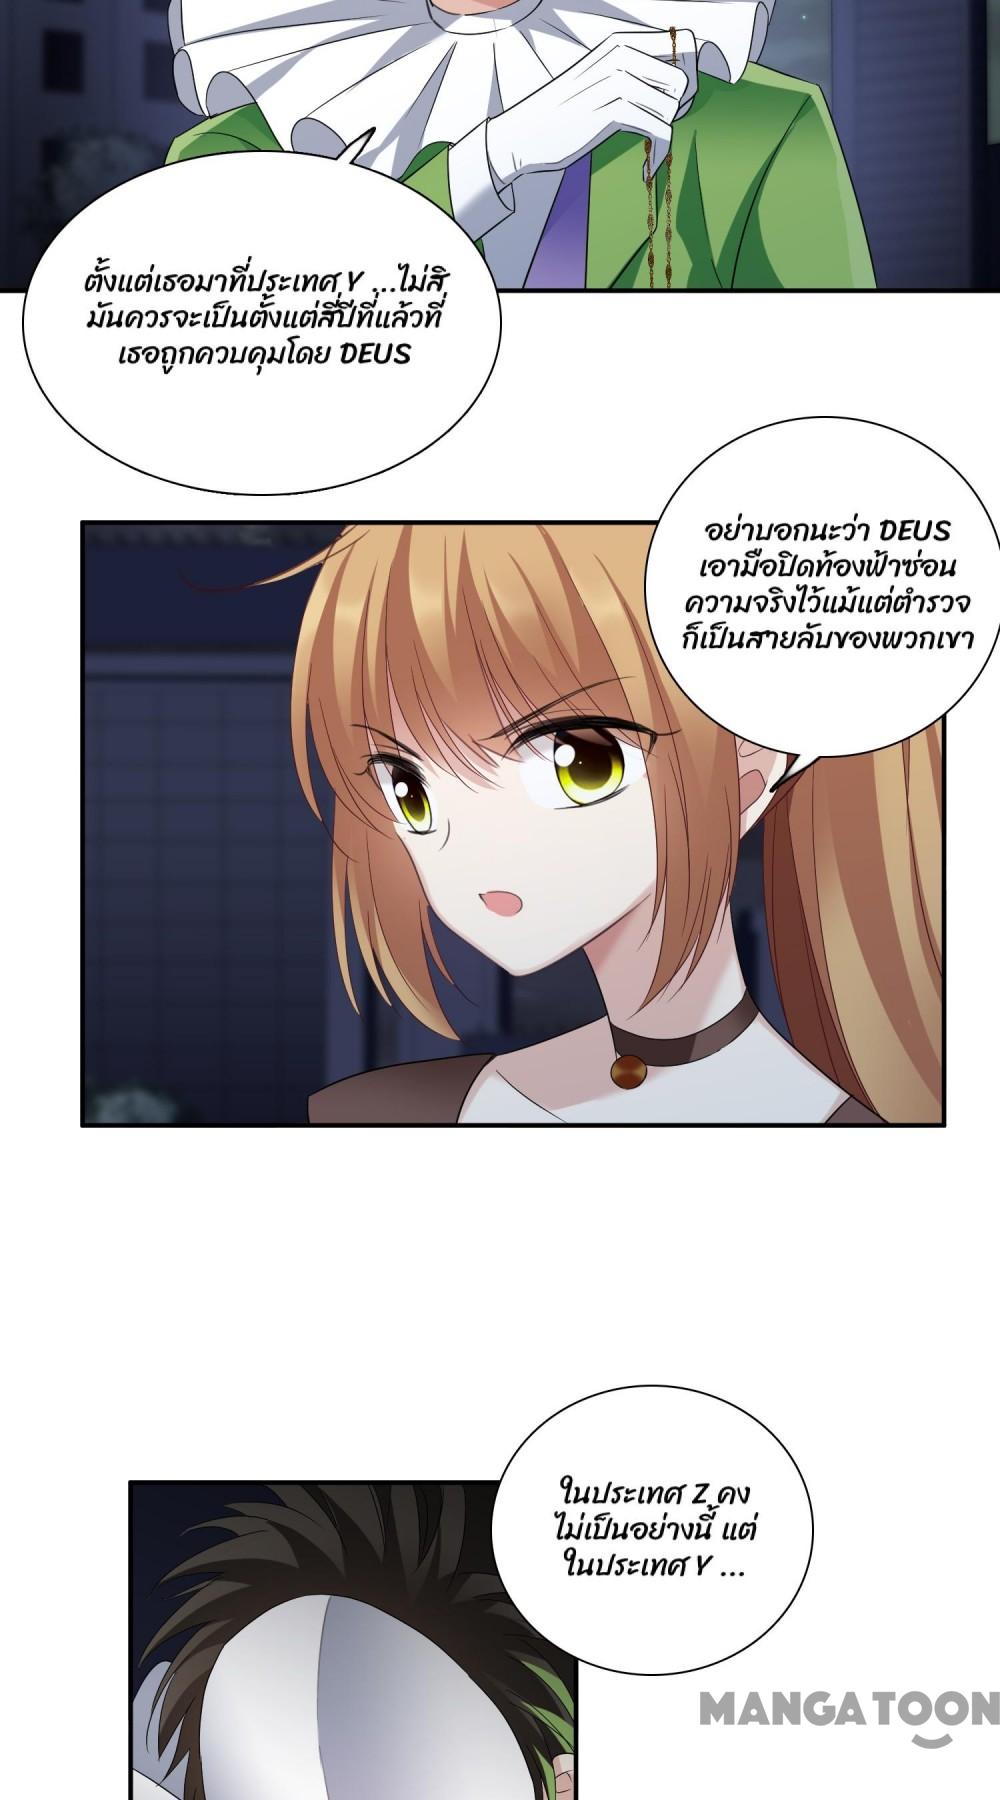 ตั้งแต่เธอมาที่ประเทศ Y ...ไม่สิ
มันควรจะเป็นตั้งแต่สี่ปีที่แล้วที่
เธอถูกควบคุมโดย DEUS
อย่าบอกนะว่า DEUS
เอามือปิดท้องฟ้าซ่อน
ความจริงไว้แม้แต่ตำรวจ
ก็เป็นสายลับของพวกเขา
ในประเทศ Z คง
ไม่เป็นอย่างนี้ แต่
ในประเทศ Y ...
MANGATOON